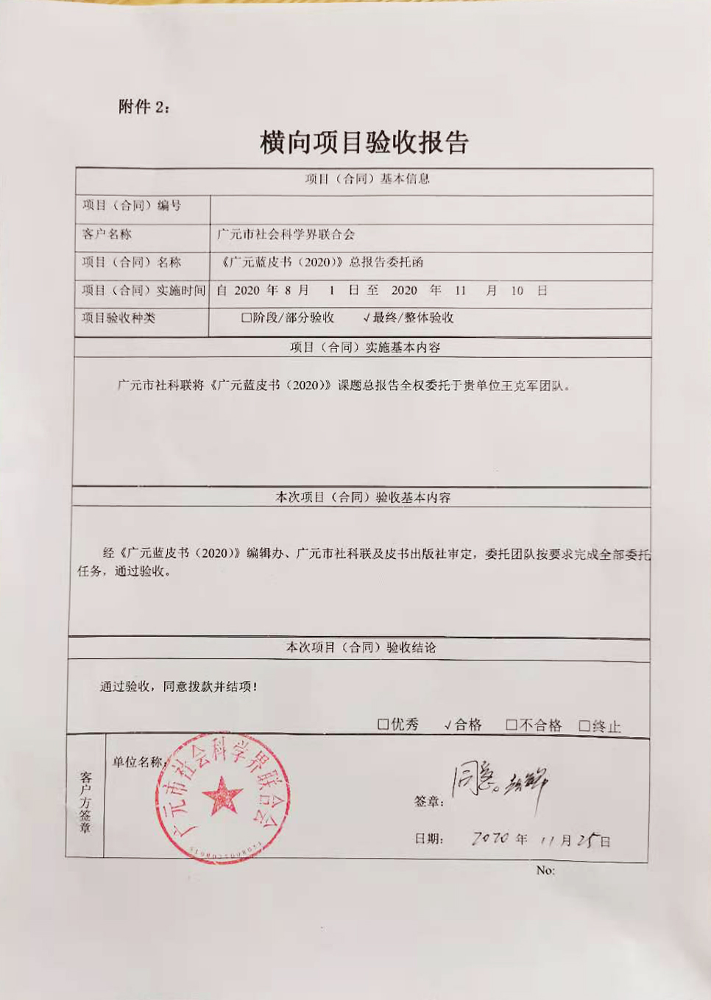 附件 2：
横向项目验收报告
项目（合同）基本信息
项目（合同）编号
客户名称 广元市社会科学界联合会
项目（合同）名称 《广元蓝皮书（2020）》总报告委托函
项目（合同）实施时间 自 2020 年 8 月 1 日 至 2020 年 11 月 10 日
项目验收种类 □阶段/部分验收 √最终/整体验收
项目（合同）实施基本内容
广元市社科联将《广元蓝皮书（2020）》课题总报告全权委托于贵单位王克军团队。
本次项目（合同）验收基本内容
经《广元蓝皮书（2020）》编辑办、广元市社科联及皮书出版社审定，委托团队按要求完成全部委托
任务，通过验收。
本次项目（合同）验收结论
通过验收，同意拨款并结项！
□优秀 √合格 □不合格 □终止
客户方签章
单位名称：
广元市社会科学界联合会
签章： 同意。
日期： 2020 年 11 月 25 日
No: